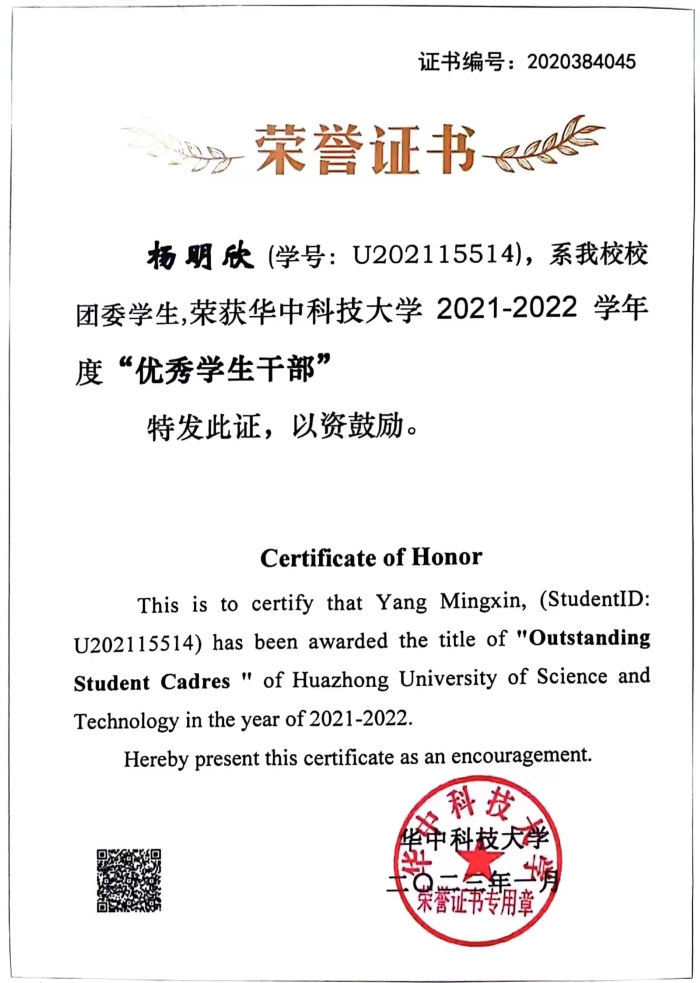 证书编号：2020384045
荣誉证书
杨明欣 (学号：U202115514)，系我校校
团委学生,荣获华中科技大学 2021-2022 学年
度“优秀学生干部”
特发此证，以资鼓励。
Certificate of Honor
This is to certify that Yang Mingxin, (StudentID:
U202115514) has been awarded the title of "Outstanding
Student Cadres " of Huazhong University of Science and
Technology in the year of 2021-2022.
Hereby present this certificate as an encouragement.
华中科技大学
华中科技大学
二〇二三年一月
荣誉证书专用章